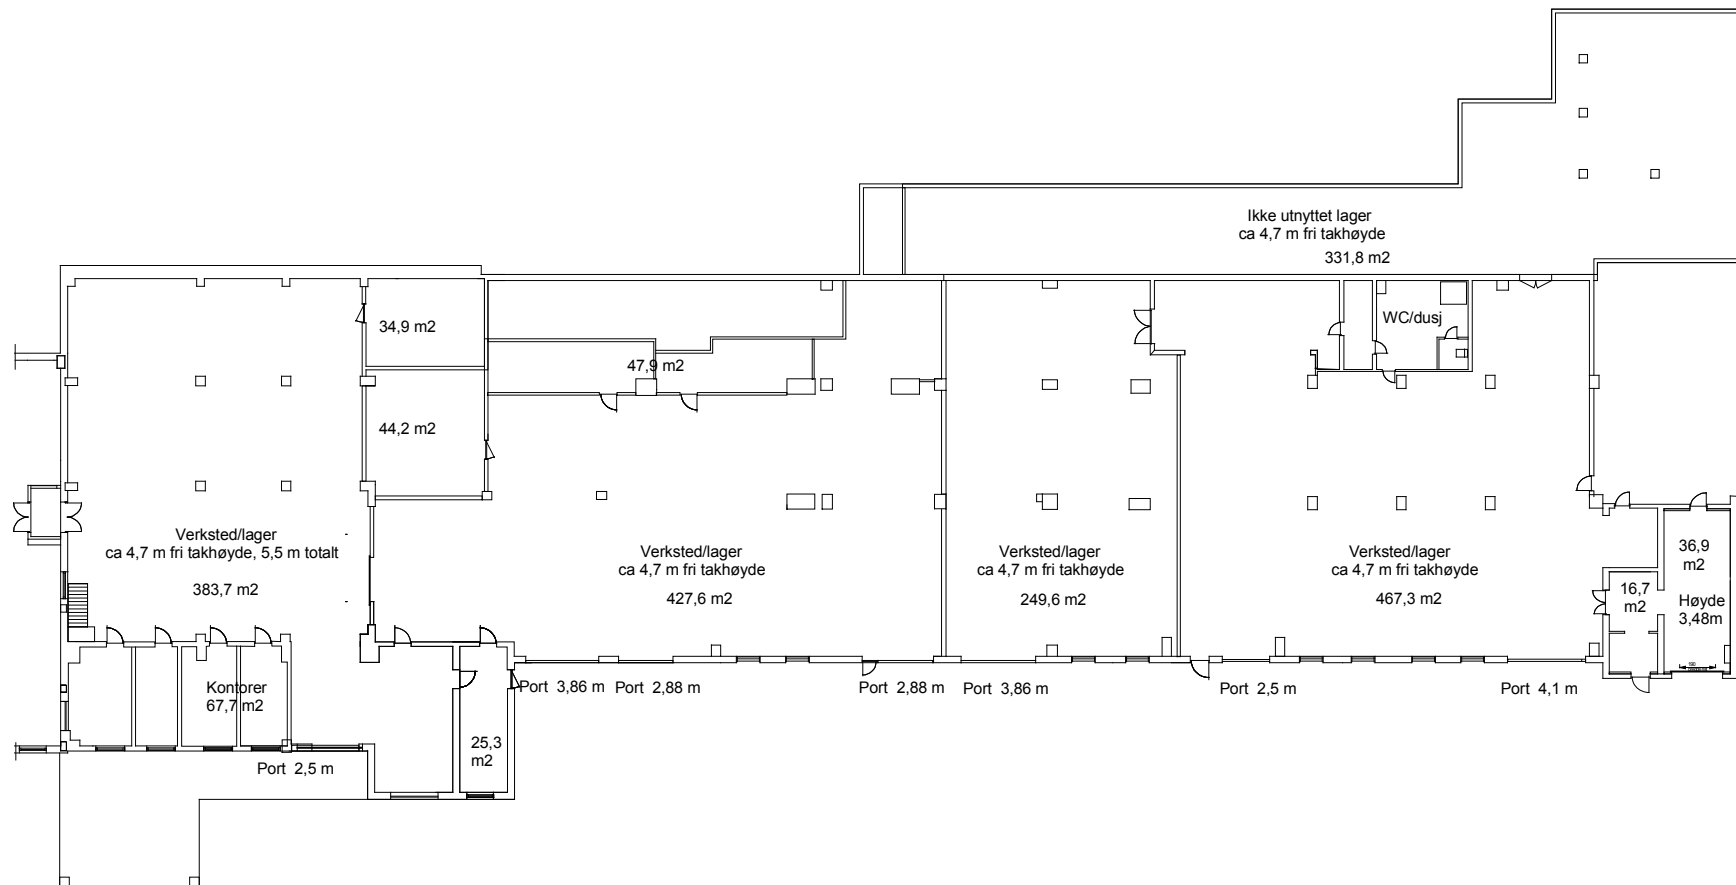 Ikke utnyttet lager
ca 4,7 m fri takhøyde
331,8 m2
34,9 m2
WC/dusj
47,9 m2
44,2 m2
Verksted/lager
ca 4,7 m fri takhøyde, 5,5 m totalt
383,7 m2
Verksted/lager
ca 4,7 m fri takhøyde
427,6 m2
Verksted/lager
ca 4,7 m fri takhøyde
249,6 m2
Verksted/lager
ca 4,7 m fri takhøyde
467,3 m2
16,7
m2
36,9
m2
Høyde
3,48m
Kontorer
67,7 m2
Port 3,86 m
Port 2,88 m
Port 2,88 m
Port 3,86 m
Port 2,5 m
Port 4,1 m
25,3
m2
Port 2,5 m